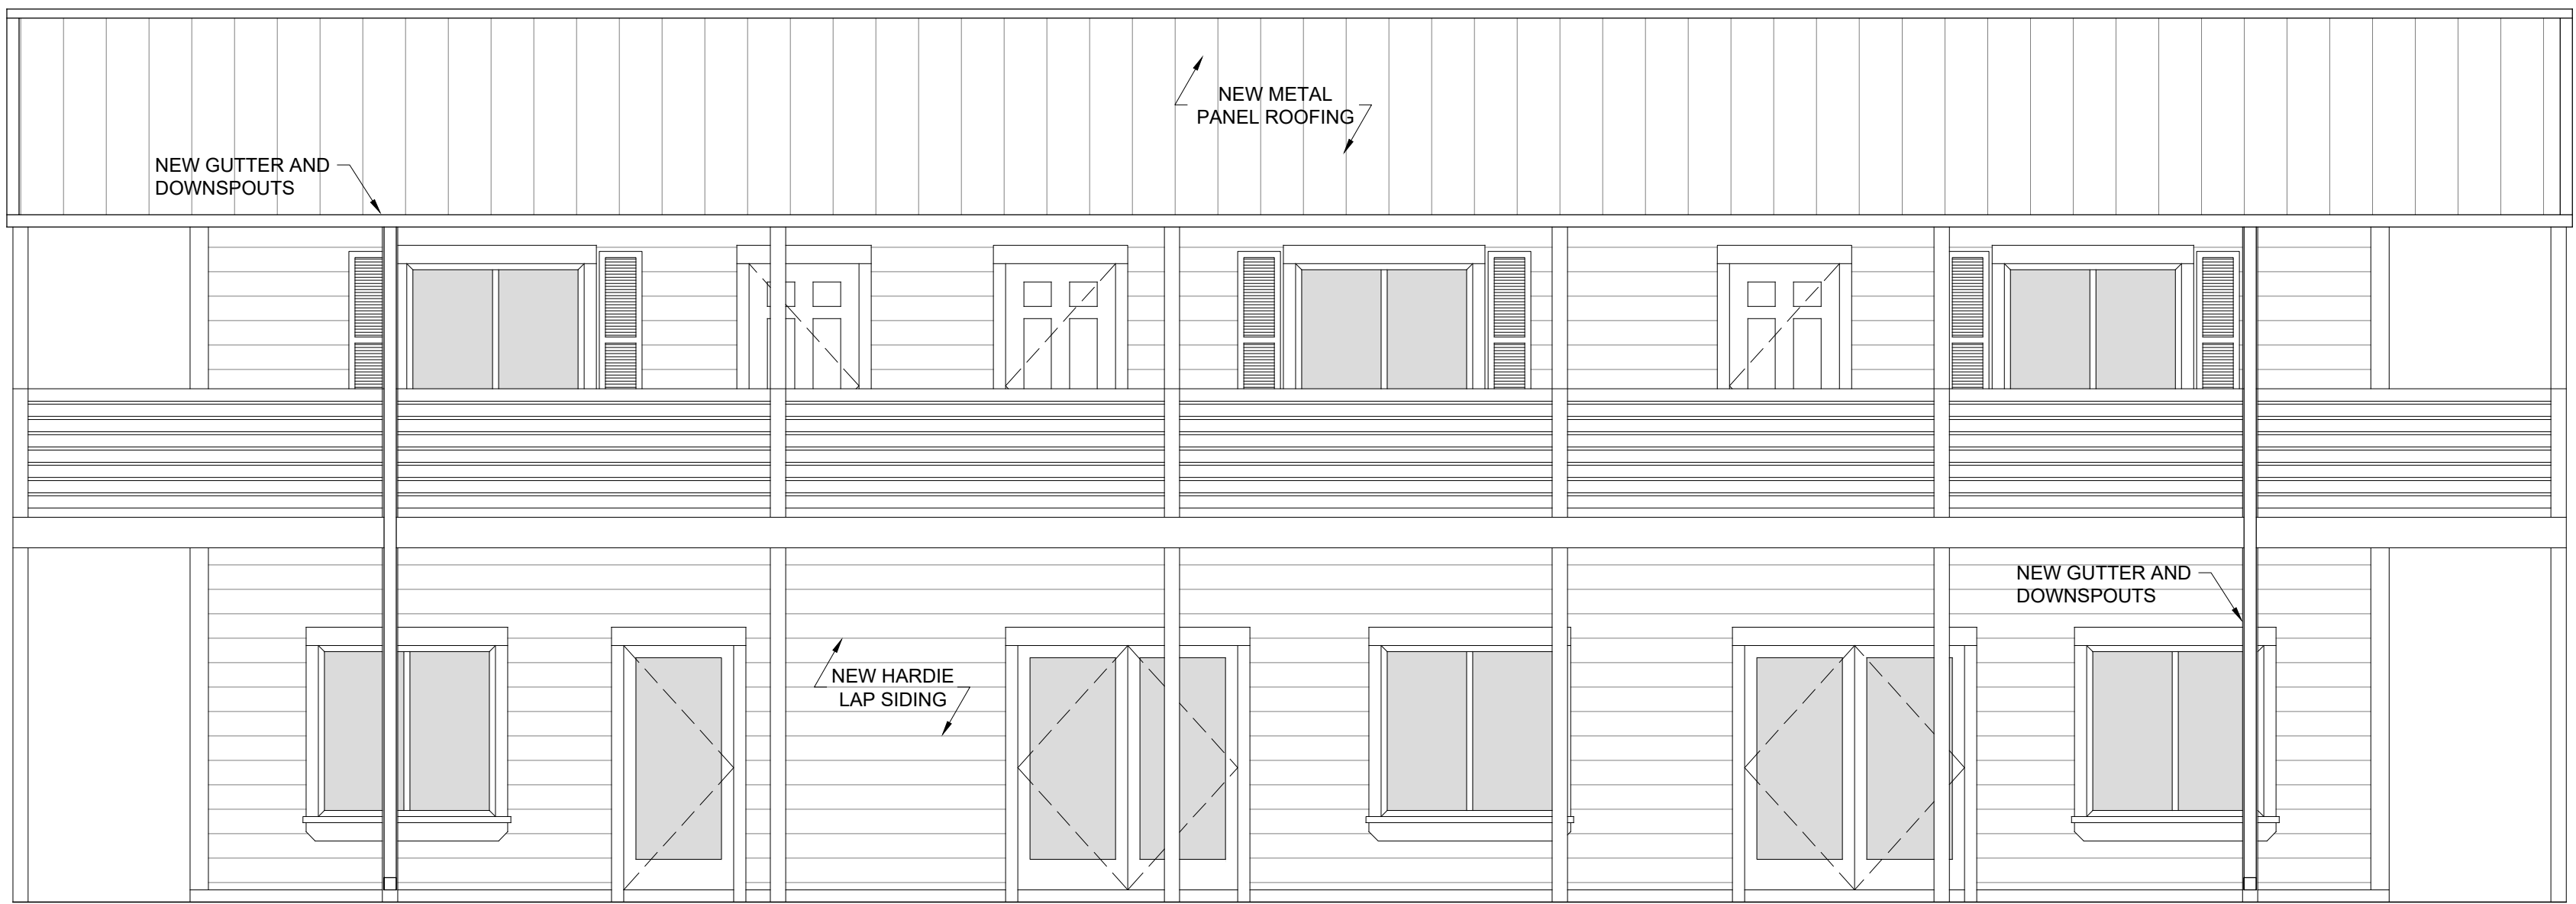 NEW METAL
PANEL ROOFING
NEW GUTTER AND
DOWNSPOUTS
NEW GUTTER AND
DOWNSPOUTS
NEW HARDIE
LAP SIDING